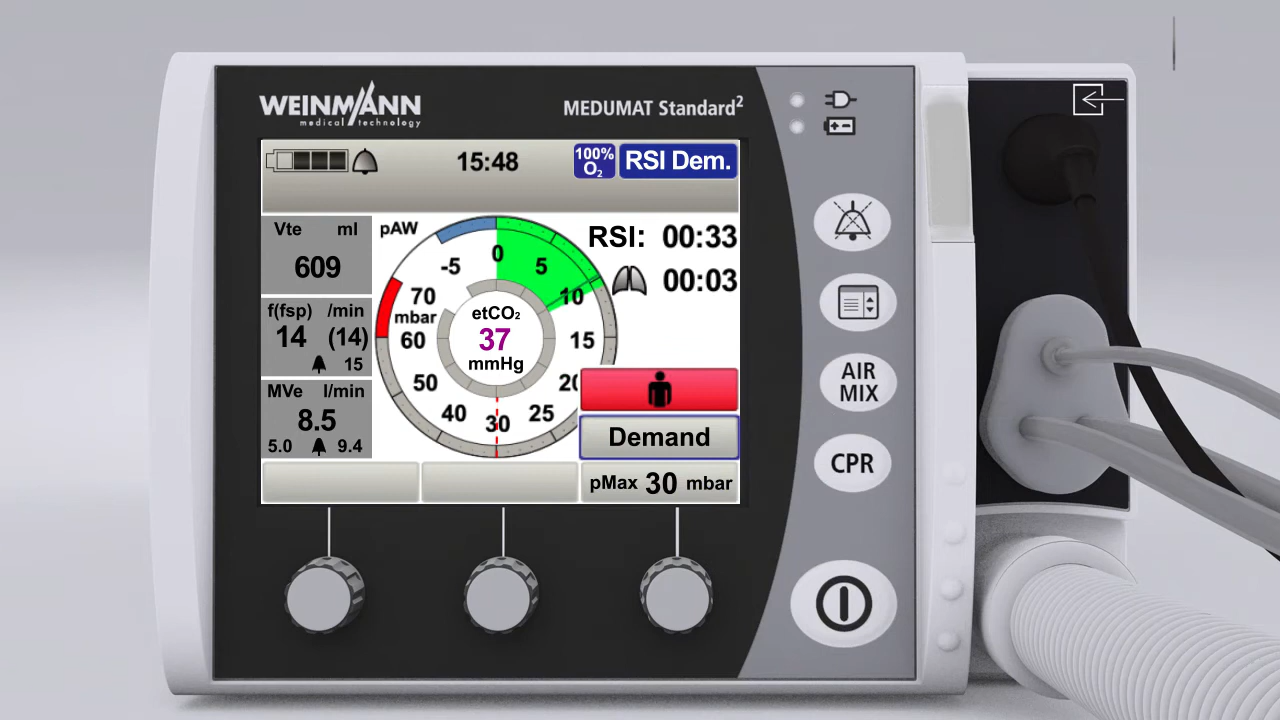 WEINMANN
medical technology
MEDUMAT Standard2
15:48
100%
O2
RSI Dem.
Vte ml
609
f(fsp) /min
14 (14)
15
MVe l/min
8.5
5.0 9.4
pAW
-5 0 5 10 15 20 25 30 40 50 60 70
mbar
etCO2
37
mmHg
RSI: 00:33
00:03
Demand
pMax 30 mbar
AIR
MIX
CPR